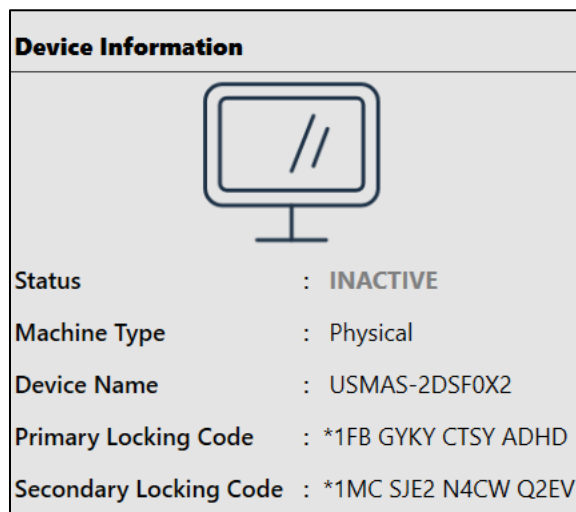 Device Information
Status : INACTIVE
Machine Type : Physical
Device Name : USMAS-2DSF0X2
Primary Locking Code : *1FB GYKY CTSY ADHD
Secondary Locking Code : *1MC SJE2 N4CW Q2EV